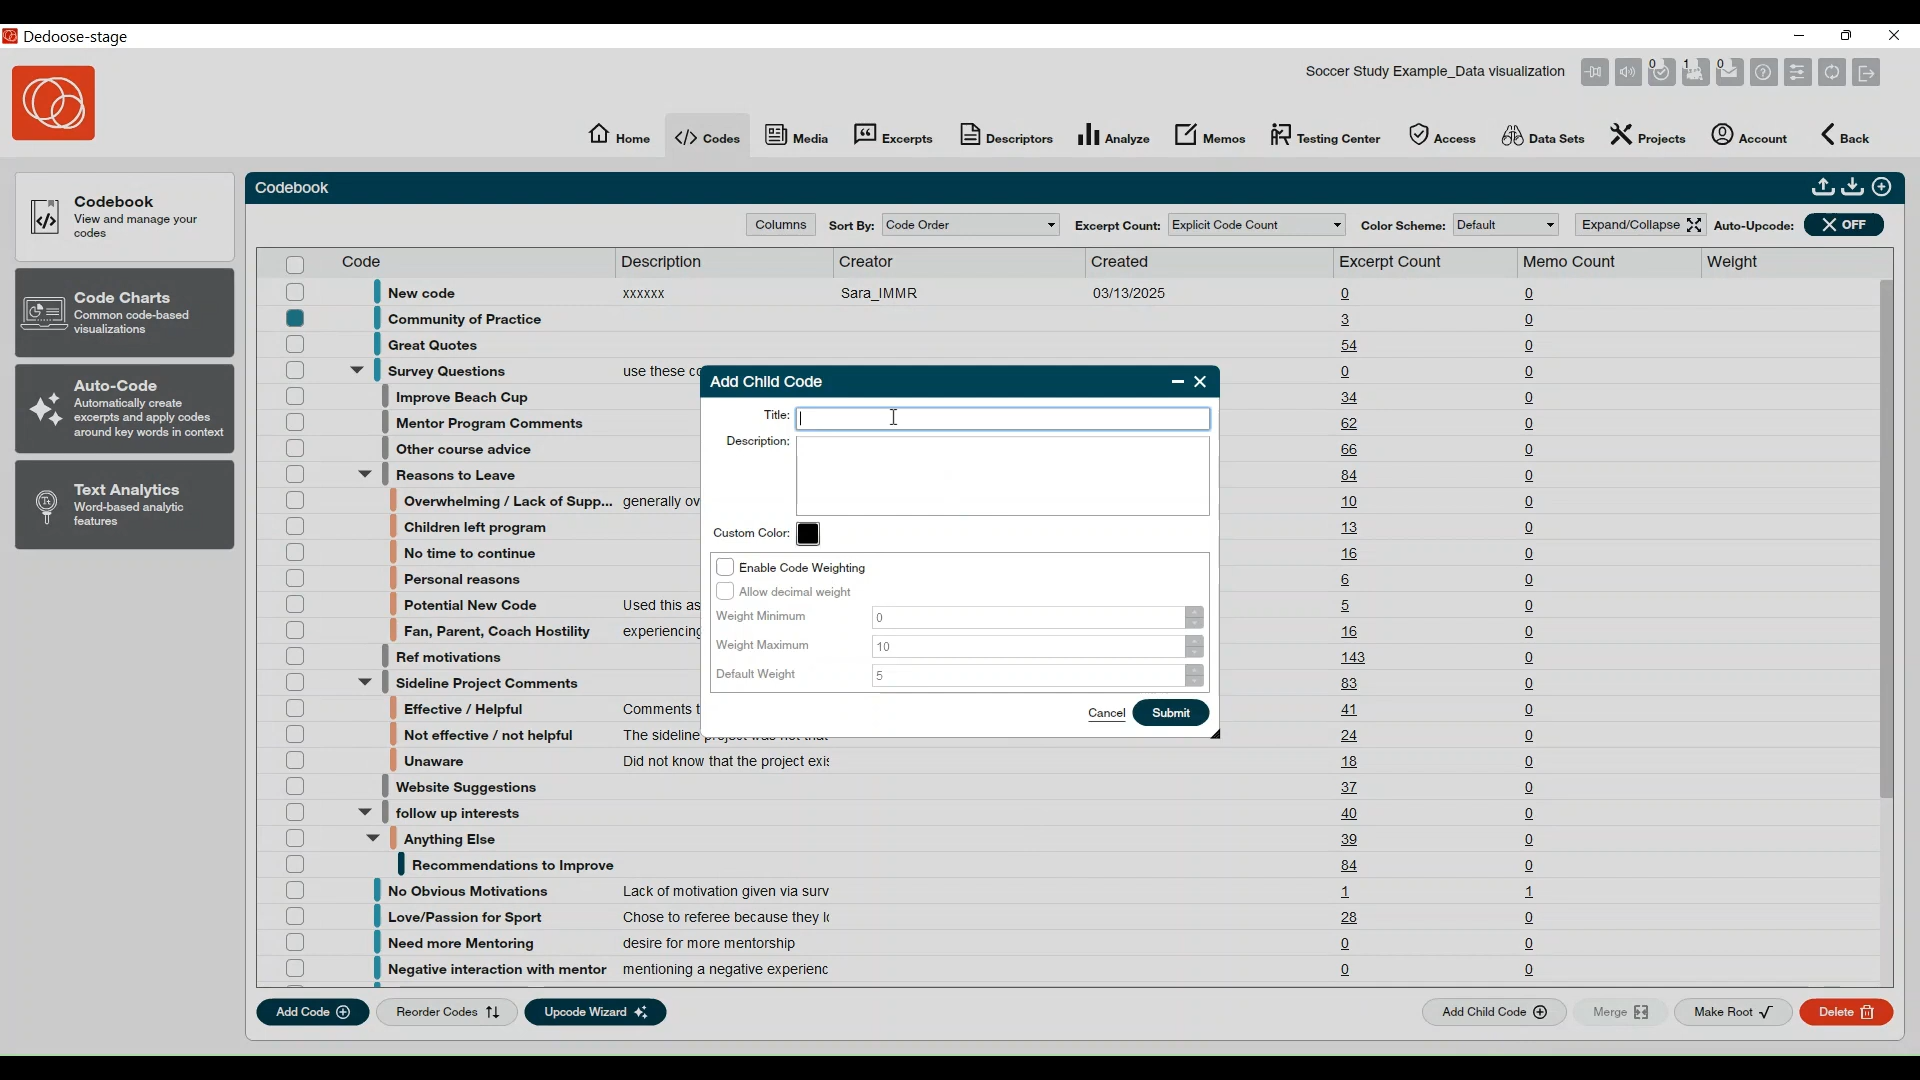 Dedoose-stage
Soccer Study Example_Data visualization 0 1 0
Home Codes Media Excerpts Descriptors Analyze Memos Testing Center Access Data Sets Projects Account Back
Codebook
View and manage your
codes
Code Charts
Common code-based
visualizations
Auto-Code
Automatically create
excerpts and apply codes
around key words in context
Text Analytics
Word-based analytic
features
Codebook
Columns Sort By: Code Order Excerpt Count: Explicit Code Count Color Scheme: Default Expand/Collapse Auto-Upcode: OFF
Code Description Creator Created Excerpt Count Memo Count Weight
New code xxxxxx Sara_IMMR 03/13/2025 0 0
Community of Practice 3 0
Great Quotes 54 0
Survey Questions use these co 0 0
Improve Beach Cup 34 0
Mentor Program Comments 62 0
Other course advice 66 0
Reasons to Leave 84 0
Overwhelming / Lack of Supp... generally ov 10 0
Children left program 13 0
No time to continue 16 0
Personal reasons 6 0
Potential New Code Used this as 5 0
Fan, Parent, Coach Hostility experiencing 16 0
Ref motivations 143 0
Sideline Project Comments 83 0
Effective / Helpful Comments t 41 0
Not effective / not helpful The sideline project was not that 24 0
Unaware Did not know that the project exis 18 0
Website Suggestions 37 0
follow up interests 40 0
Anything Else 39 0
Recommendations to Improve 84 0
No Obvious Motivations Lack of motivation given via surv 1 1
Love/Passion for Sport Chose to referee because they lo 28 0
Need more Mentoring desire for more mentorship 0 0
Negative interaction with mentor mentioning a negative experienc 0 0
Add Child Code
Title:
Description:
Custom Color:
Enable Code Weighting
Allow decimal weight
Weight Minimum 0
Weight Maximum 10
Default Weight 5
Cancel Submit
Add Code Reorder Codes Upcode Wizard Add Child Code Merge Make Root Delete